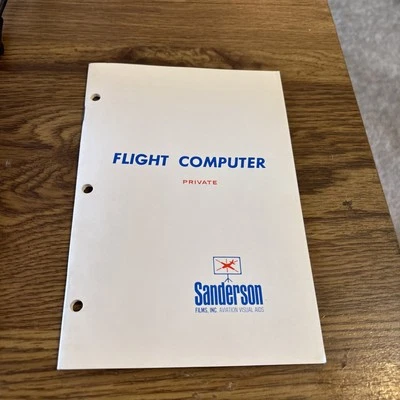 FLIGHT COMPUTER
PRIVATE
Sanderson
FILMS, INC. AVIATION VISUAL AIDS